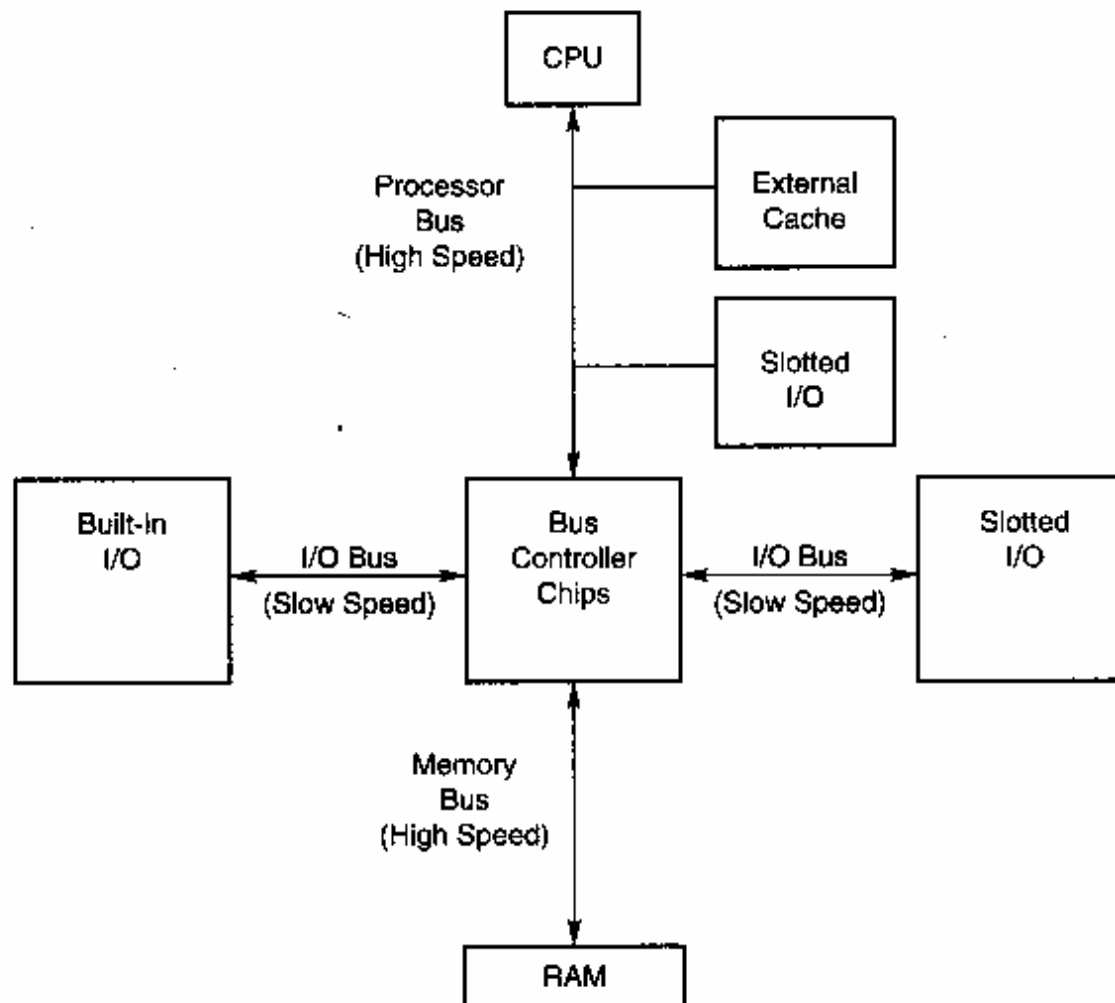 CPU
External
Cache
Processor
Bus
(High Speed)
Slotted
I/O
Built-In
I/O
I/O Bus
(Slow Speed)
Bus
Controller
Chips
I/O Bus
(Slow Speed)
Slotted
I/O
Memory
Bus
(High Speed)
RAM